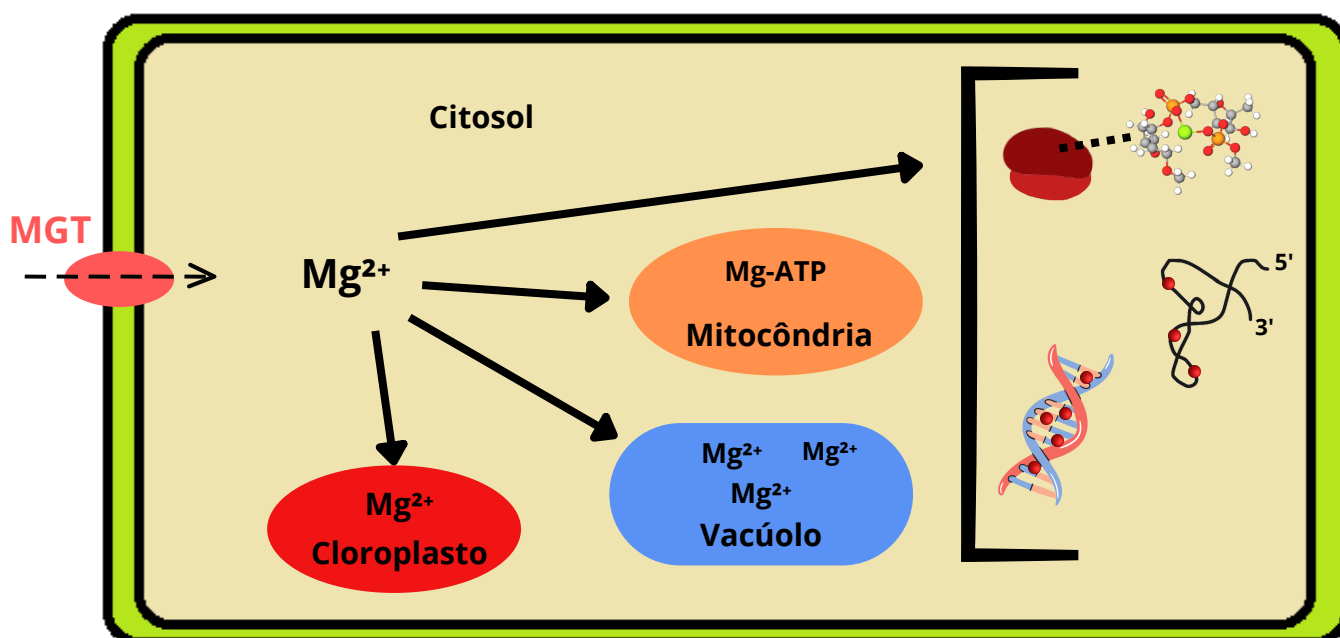 Citosol
MGT
Mg²⁺
Mg-ATP
Mitocôndria
Mg²⁺ Mg²⁺
Mg²⁺
Vacúolo
Mg²⁺
Cloroplasto
5'
3'